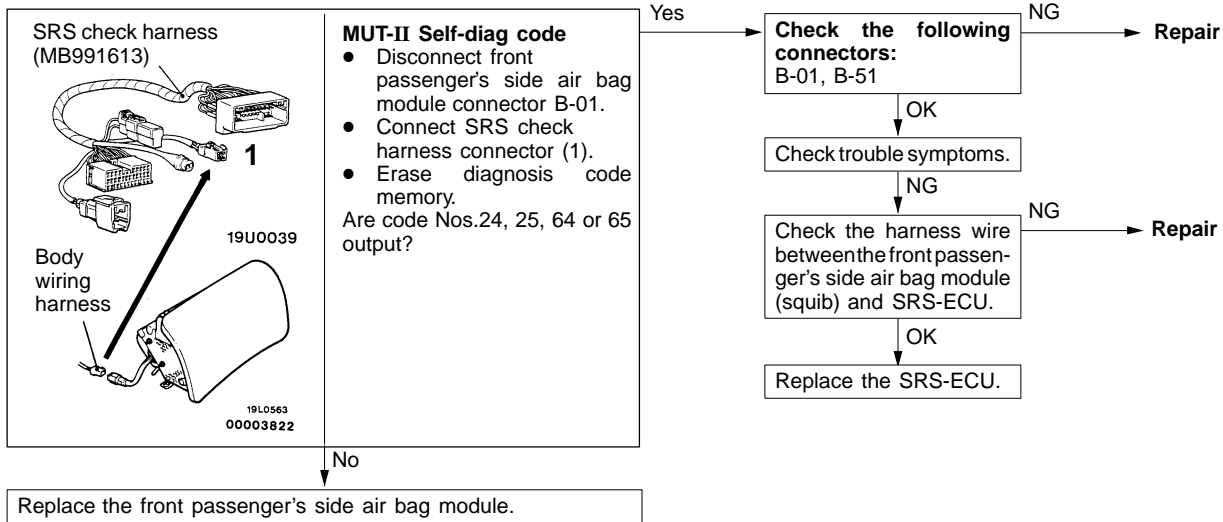 SRS check harness
(MB991613)
1
19U0039
Body
wiring
harness
19L0563
00003822
MUT-II Self-diag code
● Disconnect front
passenger's side air bag
module connector B-01.
● Connect SRS check
harness connector (1).
● Erase diagnosis code
memory.
Are code Nos.24, 25, 64 or 65
output?
Yes
Check the following
connectors:
B-01, B-51
NG
Repair
OK
Check trouble symptoms.
NG
Check the harness wire
between the front passen-
ger's side air bag module
(squib) and SRS-ECU.
NG
Repair
OK
Replace the SRS-ECU.
No
Replace the front passenger's side air bag module.